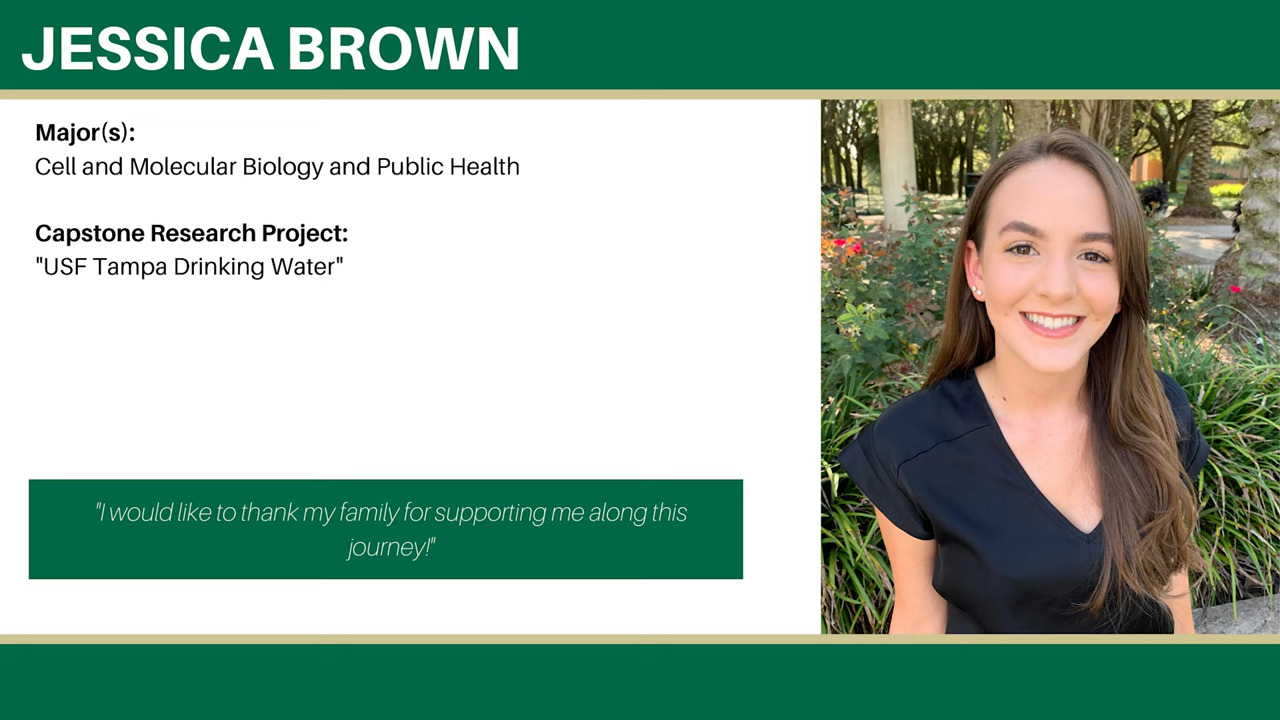 JESSICA BROWN
Major(s):
Cell and Molecular Biology and Public Health
Capstone Research Project:
"USF Tampa Drinking Water"
"I would like to thank my family for supporting me along this
journey!"